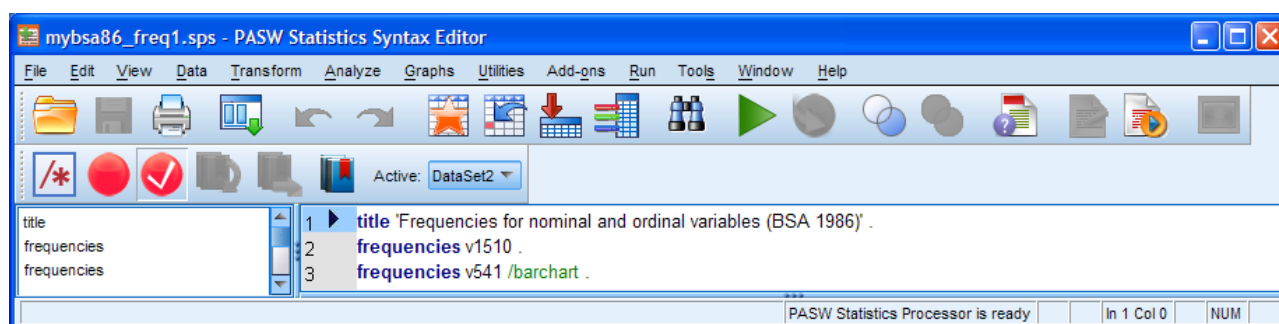 mybsa86_freq1.sps - PASW Statistics Syntax Editor
File Edit View Data Transform Analyze Graphs Utilities Add-ons Run Tools Window Help
/*
Active: DataSet2
title
frequencies
frequencies
1 title 'Frequencies for nominal and ordinal variables (BSA 1986)' .
2 frequencies v1510 .
3 frequencies v541 /barchart .
PASW Statistics Processor is ready In 1 Col 0 NUM